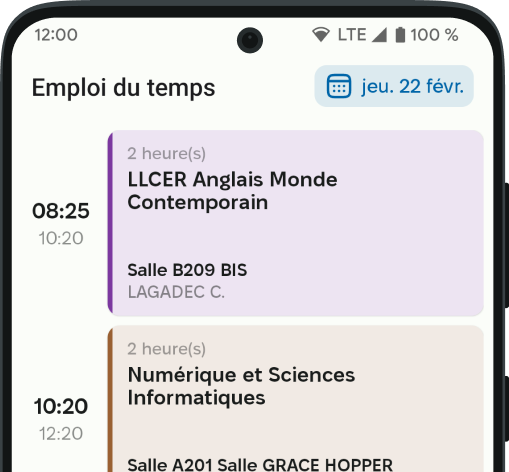 12:00 LTE 100 %
Emploi du temps jeu. 22 févr.
2 heure(s)
LLCER Anglais Monde
Contemporain
08:25
10:20
Salle B209 BIS
LAGADEC C.
2 heure(s)
Numérique et Sciences
Informatiques
10:20
12:20
Salle A201 Salle GRACE HOPPER